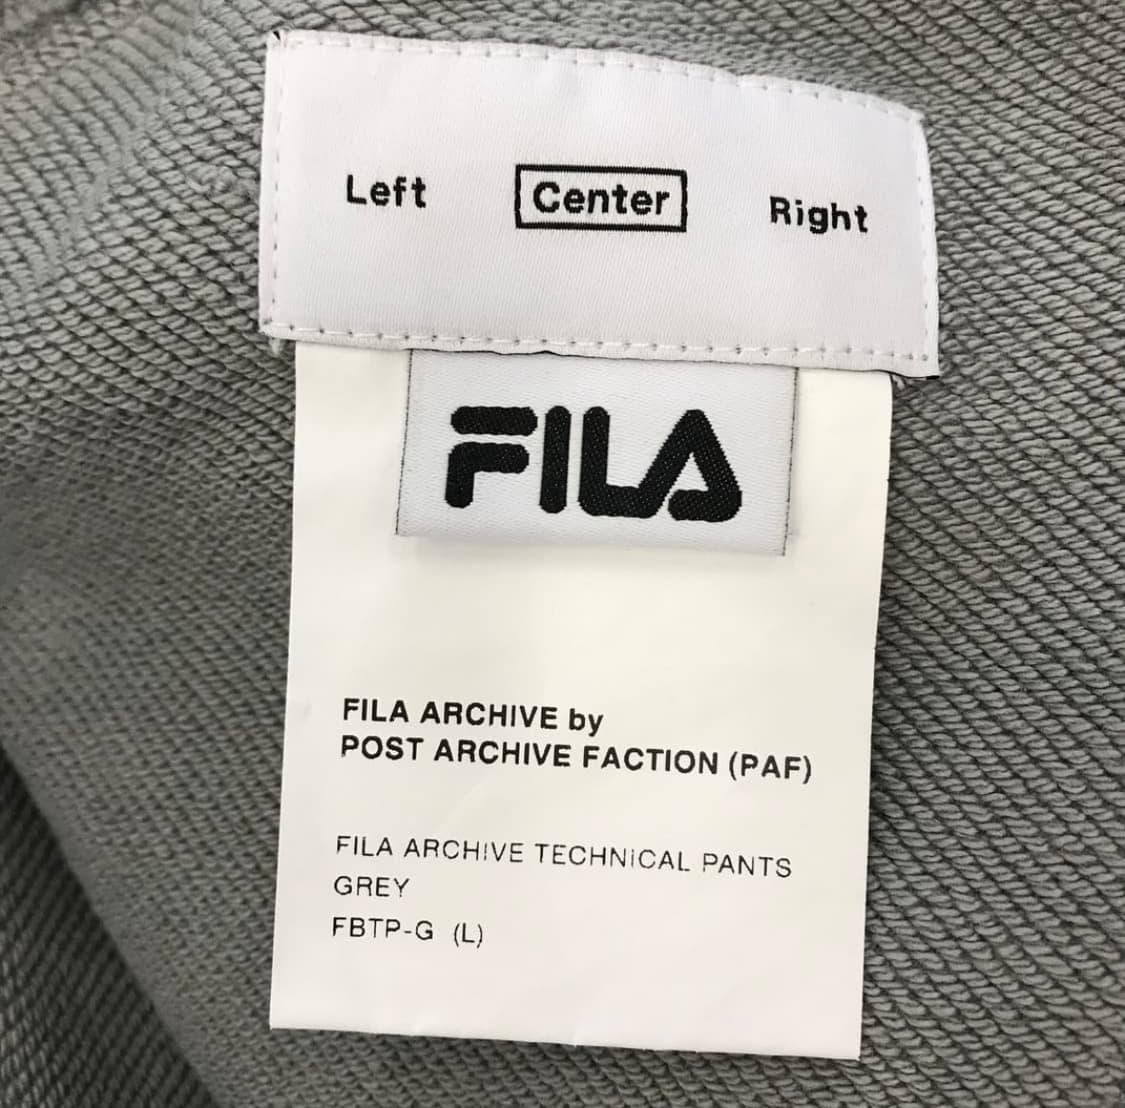 Left Center Right
FILA
FILA ARCHIVE by
POST ARCHIVE FACTION (PAF)
FILA ARCHIVE TECHNICAL PANTS
GREY
FBTP-G (L)